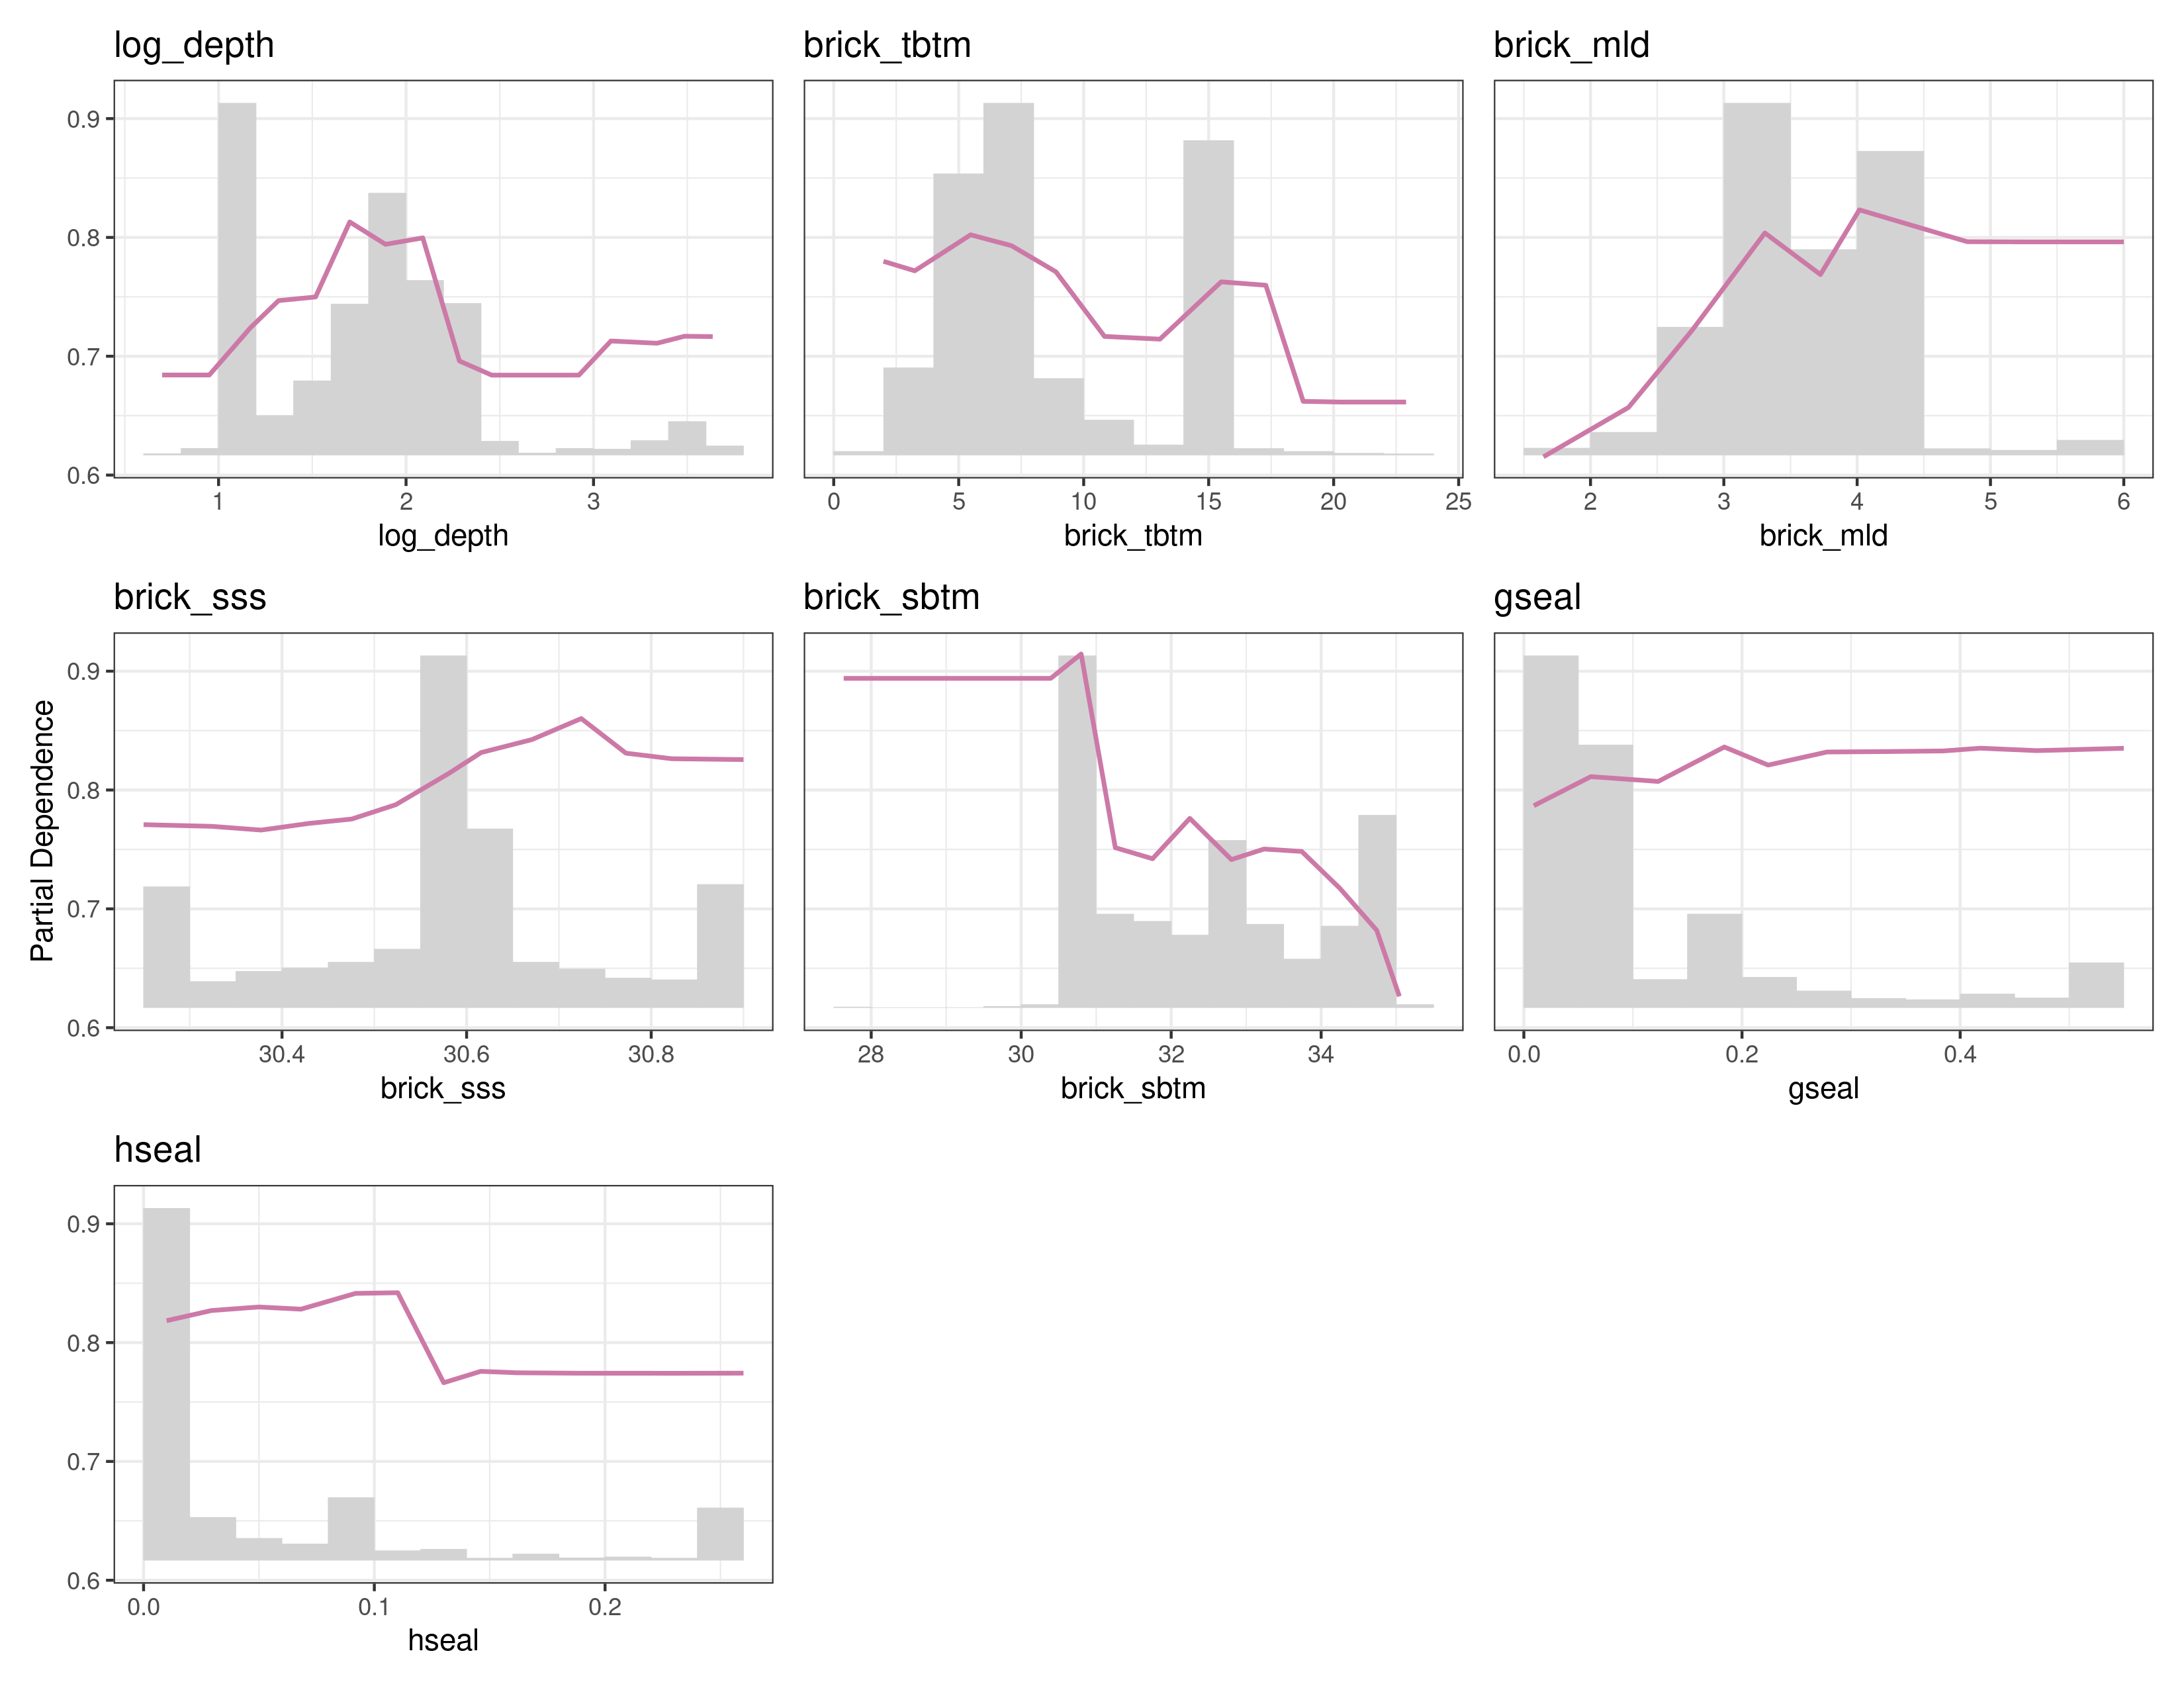 log_depth brick_tbtm brick_mld
0.9
0.8
0.7
0.6
1 2 3 0 5 10 15 20 25 2 3 4 5 6
log_depth brick_tbtm brick_mld
brick_sss brick_sbtm gseal
Partial Dependence
0.9
0.8
0.7
0.6
30.4 30.6 30.8 28 30 32 34 0.0 0.2 0.4
brick_sss brick_sbtm gseal
hseal
0.9
0.8
0.7
0.6
0.0 0.1 0.2
hseal